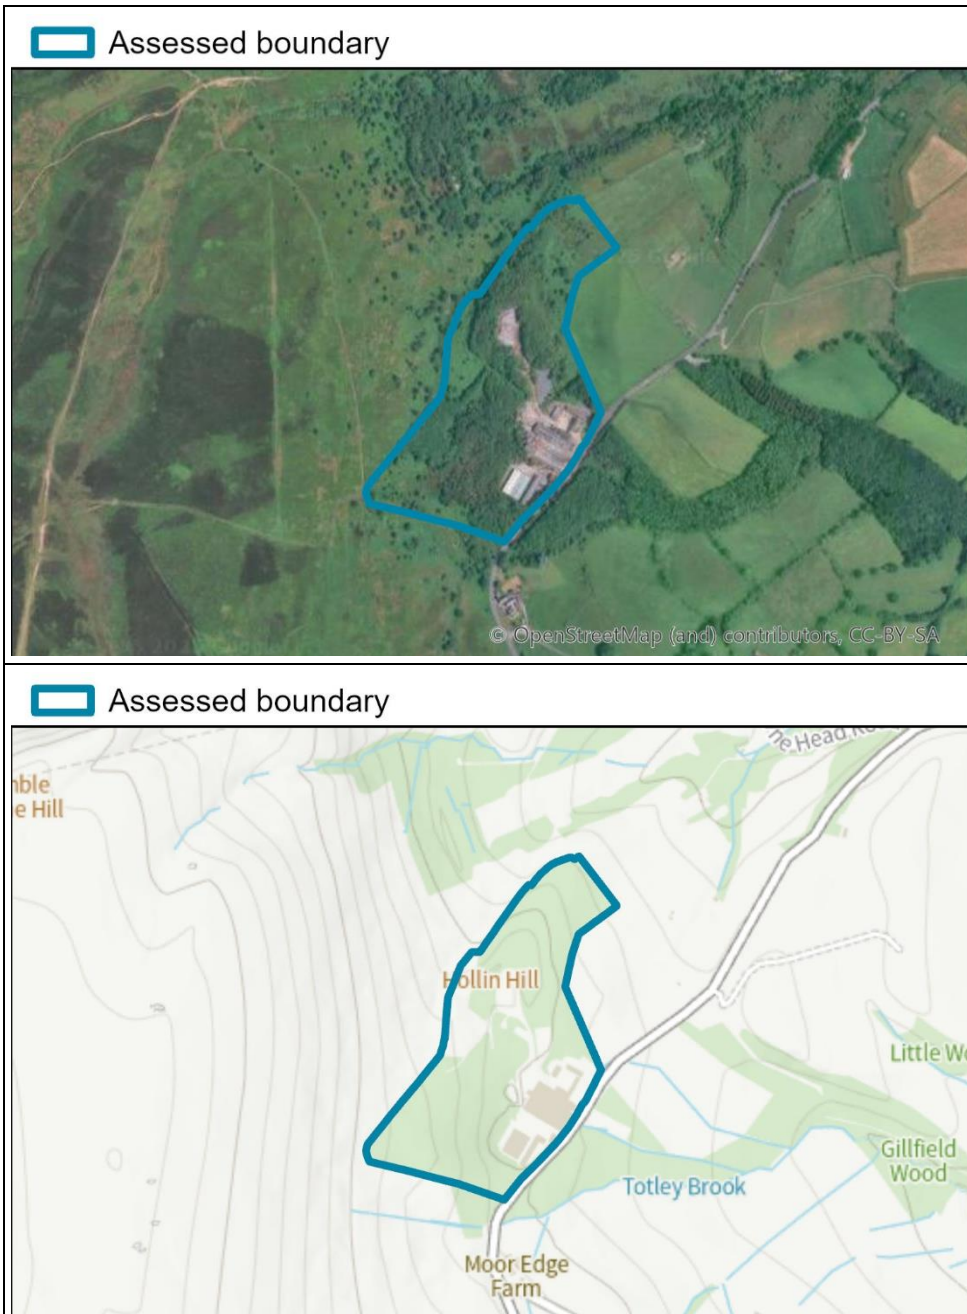 Assessed boundary
© OpenStreetMap (and) contributors, CC-BY-SA
Assessed boundary
Hollin Hill
Totley Brook
Gillfield
Wood
Moor Edge
Farm